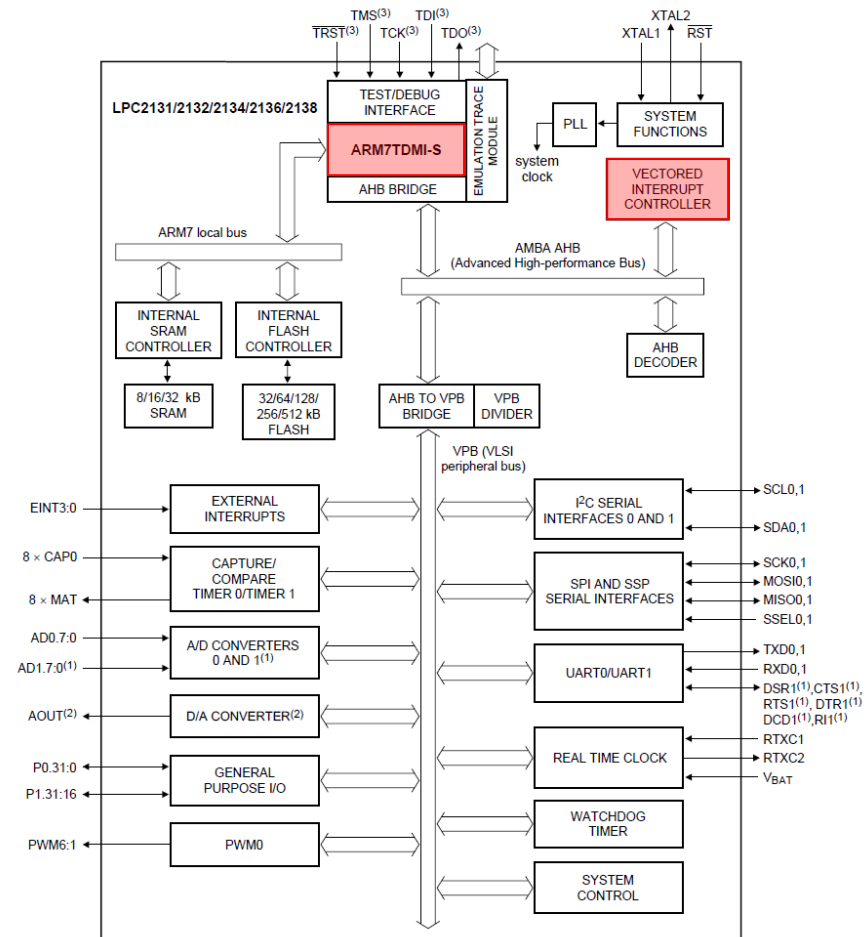 XTAL2
TMS(3) TDI(3)
TRST(3) TCK(3) TDO(3)
XTAL1 RST
LPC2131/2132/2134/2136/2138
TEST/DEBUG
INTERFACE
ARM7TDMI-S
AHB BRIDGE
EMULATION TRACE
MODULE
PLL
SYSTEM
FUNCTIONS
system
clock
VECTORED
INTERRUPT
CONTROLLER
ARM7 local bus
AMBA AHB
(Advanced High-performance Bus)
INTERNAL
SRAM
CONTROLLER
INTERNAL
FLASH
CONTROLLER
AHB
DECODER
8/16/32 kB
SRAM
32/64/128/
256/512 kB
FLASH
AHB TO VPB
BRIDGE
VPB
DIVIDER
VPB (VLSI
peripheral bus)
EINT3:0
EXTERNAL
INTERRUPTS
I2C SERIAL
INTERFACES 0 AND 1
SCL0,1
SDA0,1
8 × CAP0
8 × MAT
CAPTURE/
COMPARE
TIMER 0/TIMER 1
SPI AND SSP
SERIAL INTERFACES
SCK0,1
MOSI0,1
MISO0,1
SSEL0,1
AD0.7:0
AD1.7:0(1)
A/D CONVERTERS
0 AND 1(1)
UART0/UART1
TXD0,1
RXD0,1
DSR1(1),CTS1(1),
RTS1(1), DTR1(1)
DCD1(1),RI1(1)
AOUT(2)
D/A CONVERTER(2)
P0.31:0
P1.31:16
GENERAL
PURPOSE I/O
REAL TIME CLOCK
RTXC1
RTXC2
VBAT
PWM6:1
PWM0
WATCHDOG
TIMER
SYSTEM
CONTROL